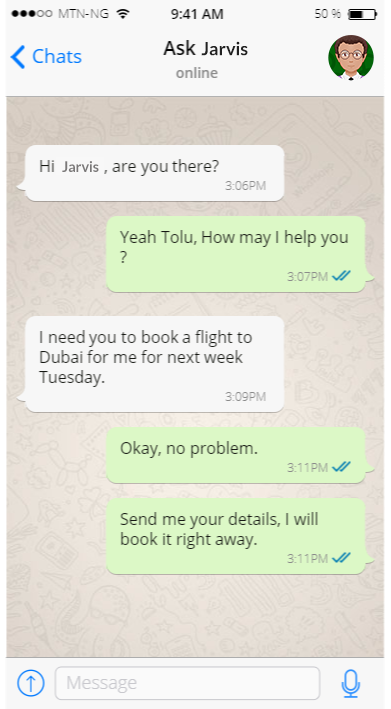 MTN-NG 9:41 AM 50 %
Chats Ask Jarvis
online
Hi Jarvis , are you there?
3:06PM
Yeah Tolu, How may I help you
?
3:07PM
I need you to book a flight to
Dubai for me for next week
Tuesday.
3:09PM
Okay, no problem.
3:11PM
Send me your details, I will
book it right away.
3:11PM
Message